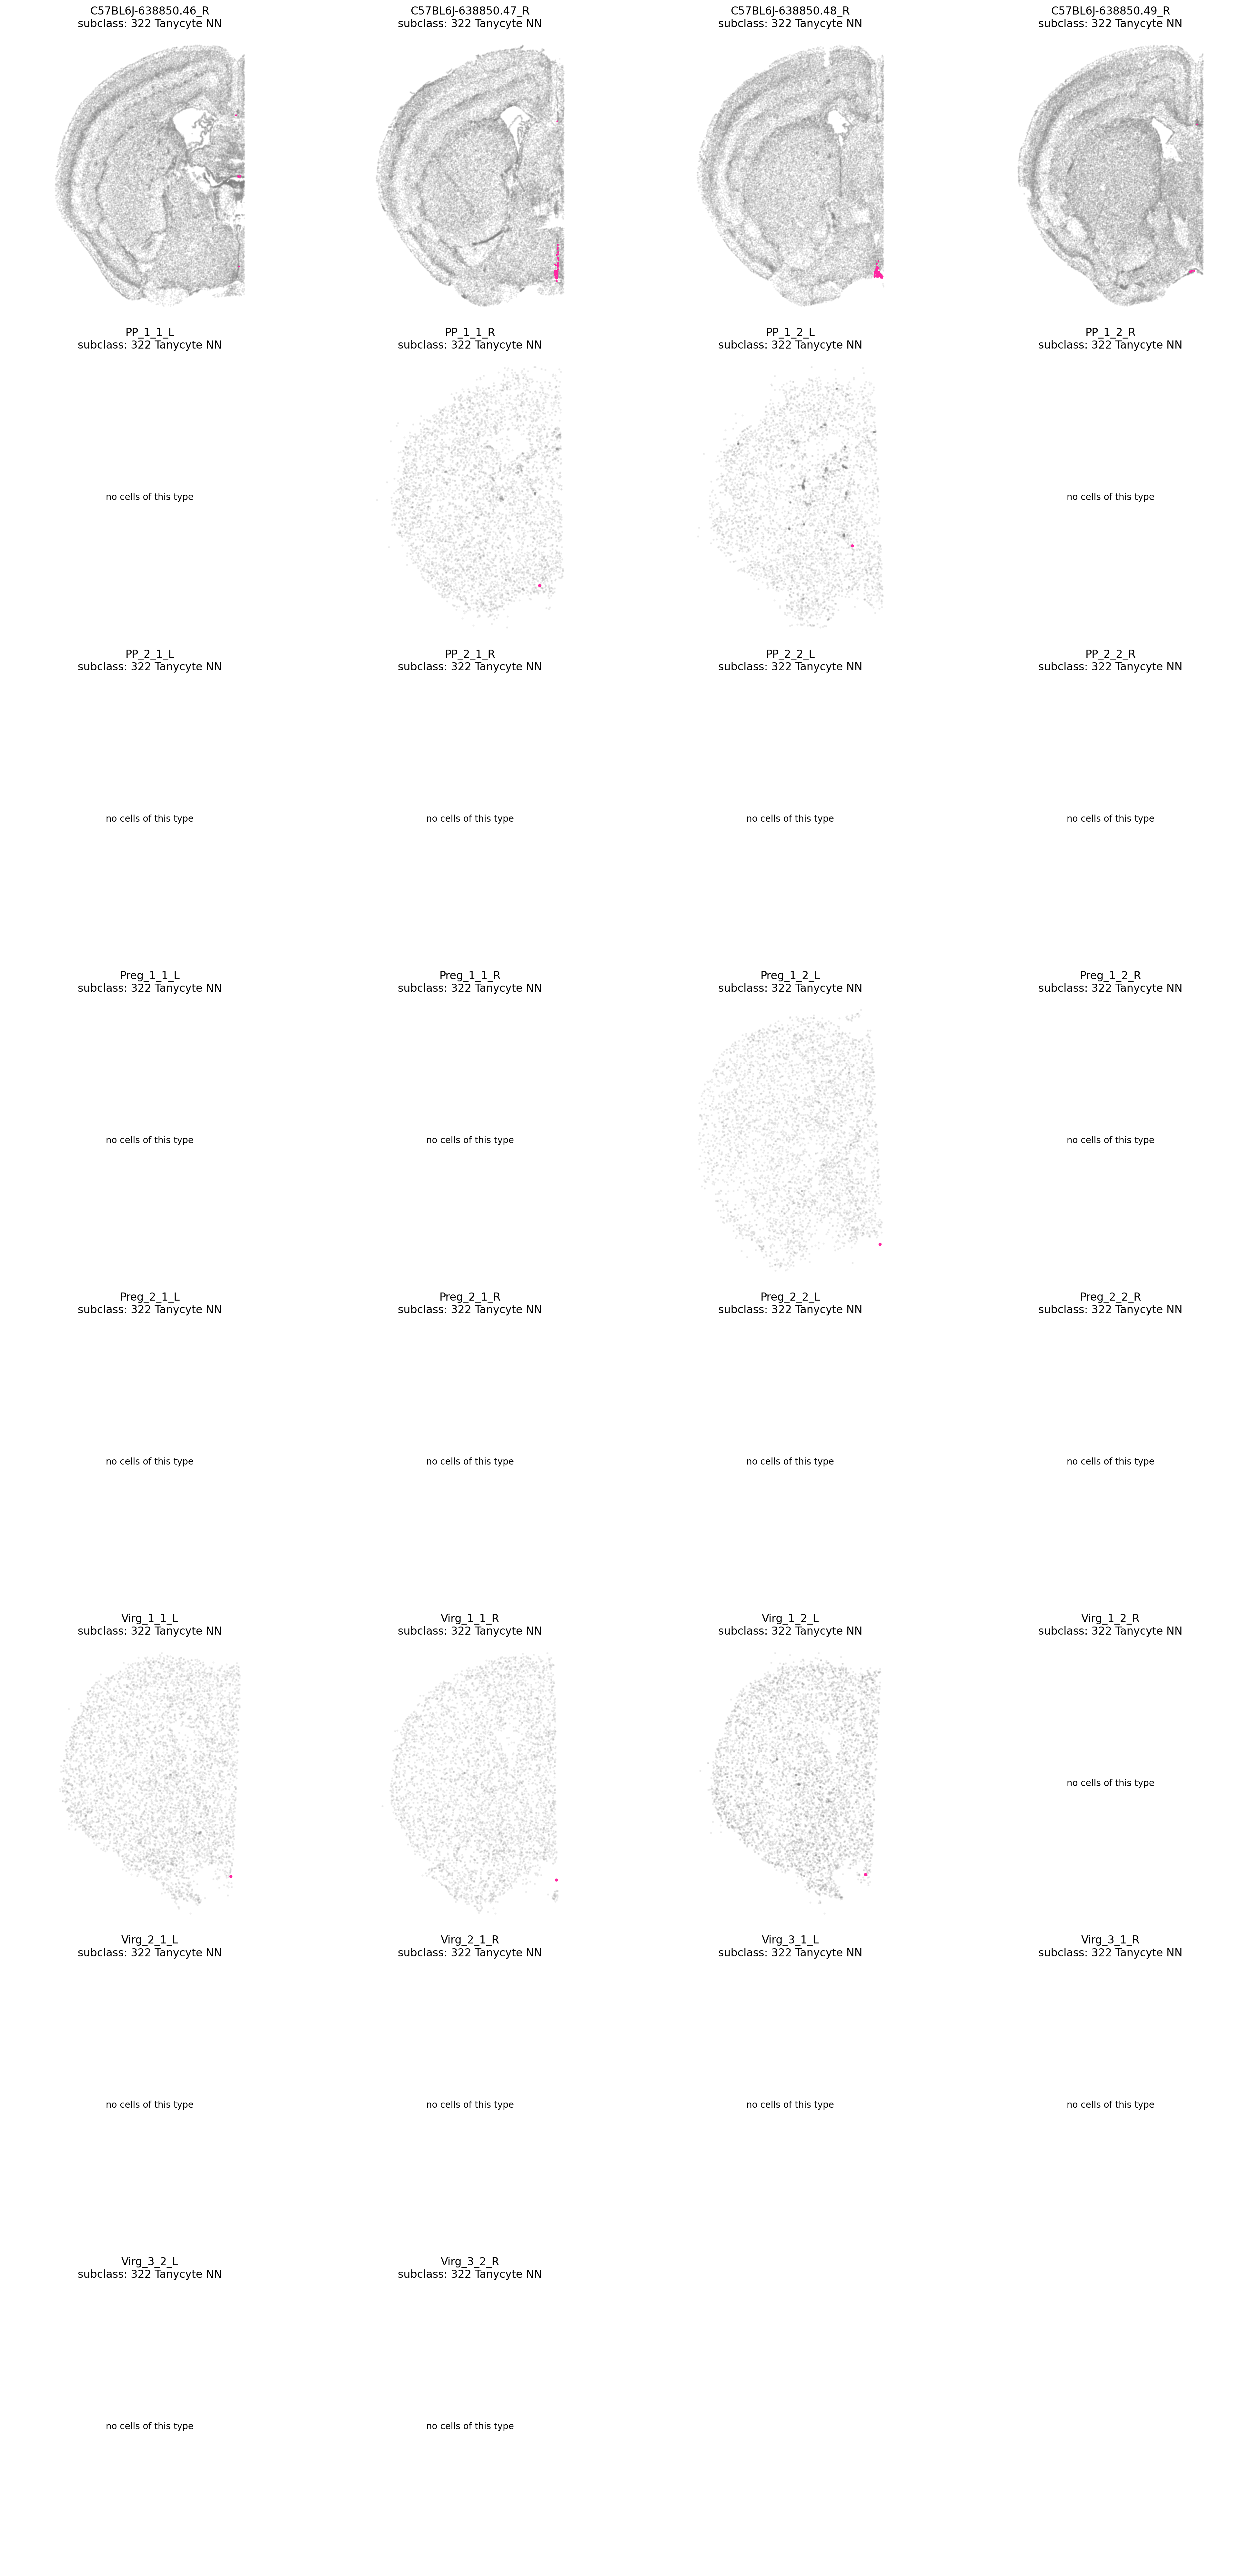 C57BL6J-638850.46_R
subclass: 322 Tanycyte NN
C57BL6J-638850.47_R
subclass: 322 Tanycyte NN
C57BL6J-638850.48_R
subclass: 322 Tanycyte NN
C57BL6J-638850.49_R
subclass: 322 Tanycyte NN
PP_1_1_L
subclass: 322 Tanycyte NN
no cells of this type
PP_1_1_R
subclass: 322 Tanycyte NN
PP_1_2_L
subclass: 322 Tanycyte NN
PP_1_2_R
subclass: 322 Tanycyte NN
no cells of this type
PP_2_1_L
subclass: 322 Tanycyte NN
no cells of this type
PP_2_1_R
subclass: 322 Tanycyte NN
no cells of this type
PP_2_2_L
subclass: 322 Tanycyte NN
no cells of this type
PP_2_2_R
subclass: 322 Tanycyte NN
no cells of this type
Preg_1_1_L
subclass: 322 Tanycyte NN
no cells of this type
Preg_1_1_R
subclass: 322 Tanycyte NN
no cells of this type
Preg_1_2_L
subclass: 322 Tanycyte NN
Preg_1_2_R
subclass: 322 Tanycyte NN
no cells of this type
Preg_2_1_L
subclass: 322 Tanycyte NN
no cells of this type
Preg_2_1_R
subclass: 322 Tanycyte NN
no cells of this type
Preg_2_2_L
subclass: 322 Tanycyte NN
no cells of this type
Preg_2_2_R
subclass: 322 Tanycyte NN
no cells of this type
Virg_1_1_L
subclass: 322 Tanycyte NN
Virg_1_1_R
subclass: 322 Tanycyte NN
Virg_1_2_L
subclass: 322 Tanycyte NN
Virg_1_2_R
subclass: 322 Tanycyte NN
no cells of this type
Virg_2_1_L
subclass: 322 Tanycyte NN
no cells of this type
Virg_2_1_R
subclass: 322 Tanycyte NN
no cells of this type
Virg_3_1_L
subclass: 322 Tanycyte NN
no cells of this type
Virg_3_1_R
subclass: 322 Tanycyte NN
no cells of this type
Virg_3_2_L
subclass: 322 Tanycyte NN
no cells of this type
Virg_3_2_R
subclass: 322 Tanycyte NN
no cells of this type